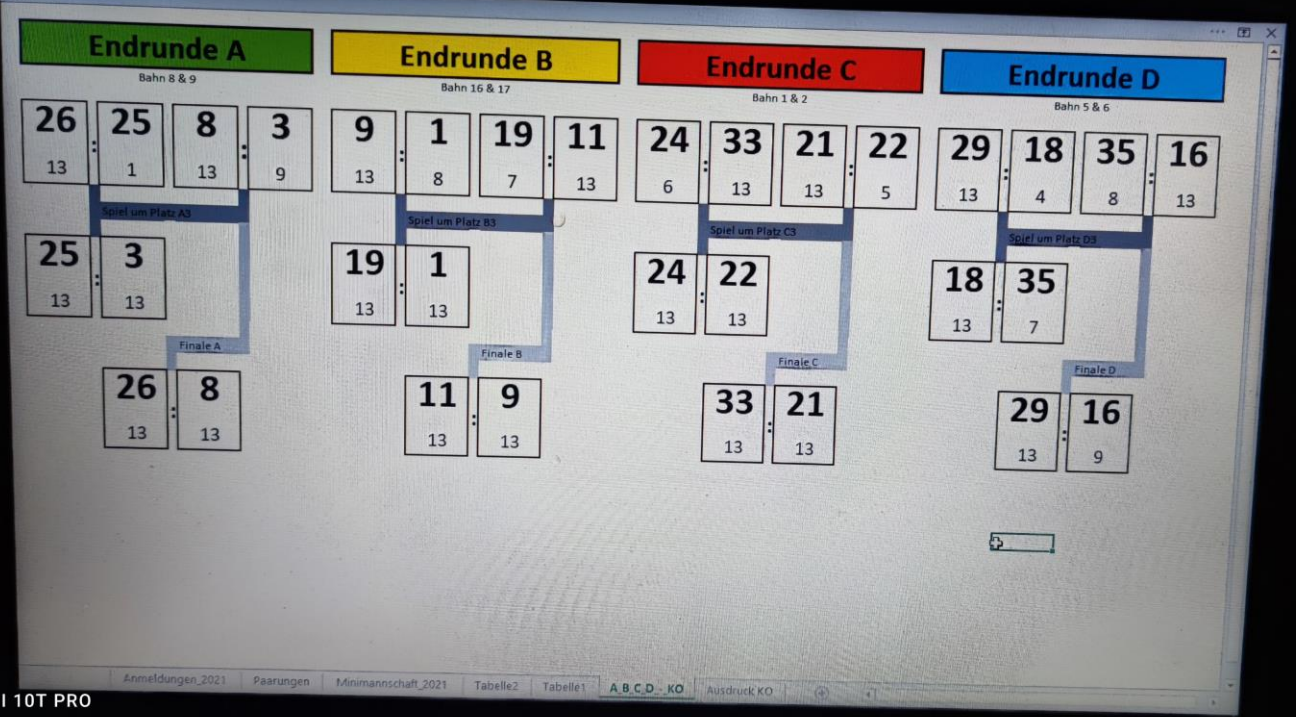 Endrunde A
Bahn 8 & 9
26 : 25 8 : 3
13 1 13 9
Spiel um Platz A3
25 : 3
13 13
Finale A
26 : 8
13 13
Endrunde B
Bahn 16 & 17
9 : 1 19 : 11
13 8 7 13
Spiel um Platz B3
19 : 1
13 13
Finale B
11 : 9
13 13
Endrunde C
Bahn 1 & 2
24 : 33 21 : 22
6 13 13 5
Spiel um Platz C3
24 : 22
13 13
Finale C
33 : 21
13 13
Endrunde D
Bahn 5 & 6
29 : 18 35 : 16
13 4 8 13
Spiel um Platz D3
18 : 35
13 7
Finale D
29 : 16
13 9
Anmeldungen_2021 Paarungen Minimannschaft_2021 Tabelle2 Tabelle1 A_B_C_D_-_KO Ausdruck KO
I 10T PRO